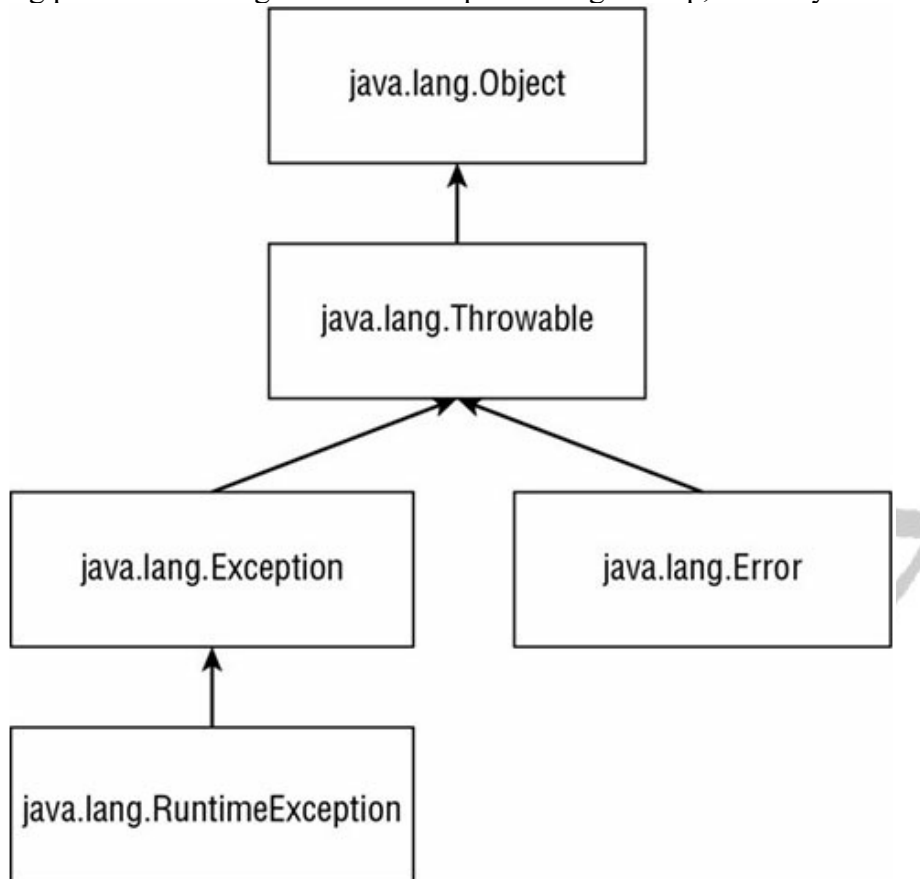 java.lang.Object
java.lang.Throwable
java.lang.Exception
java.lang.Error
java.lang.RuntimeException